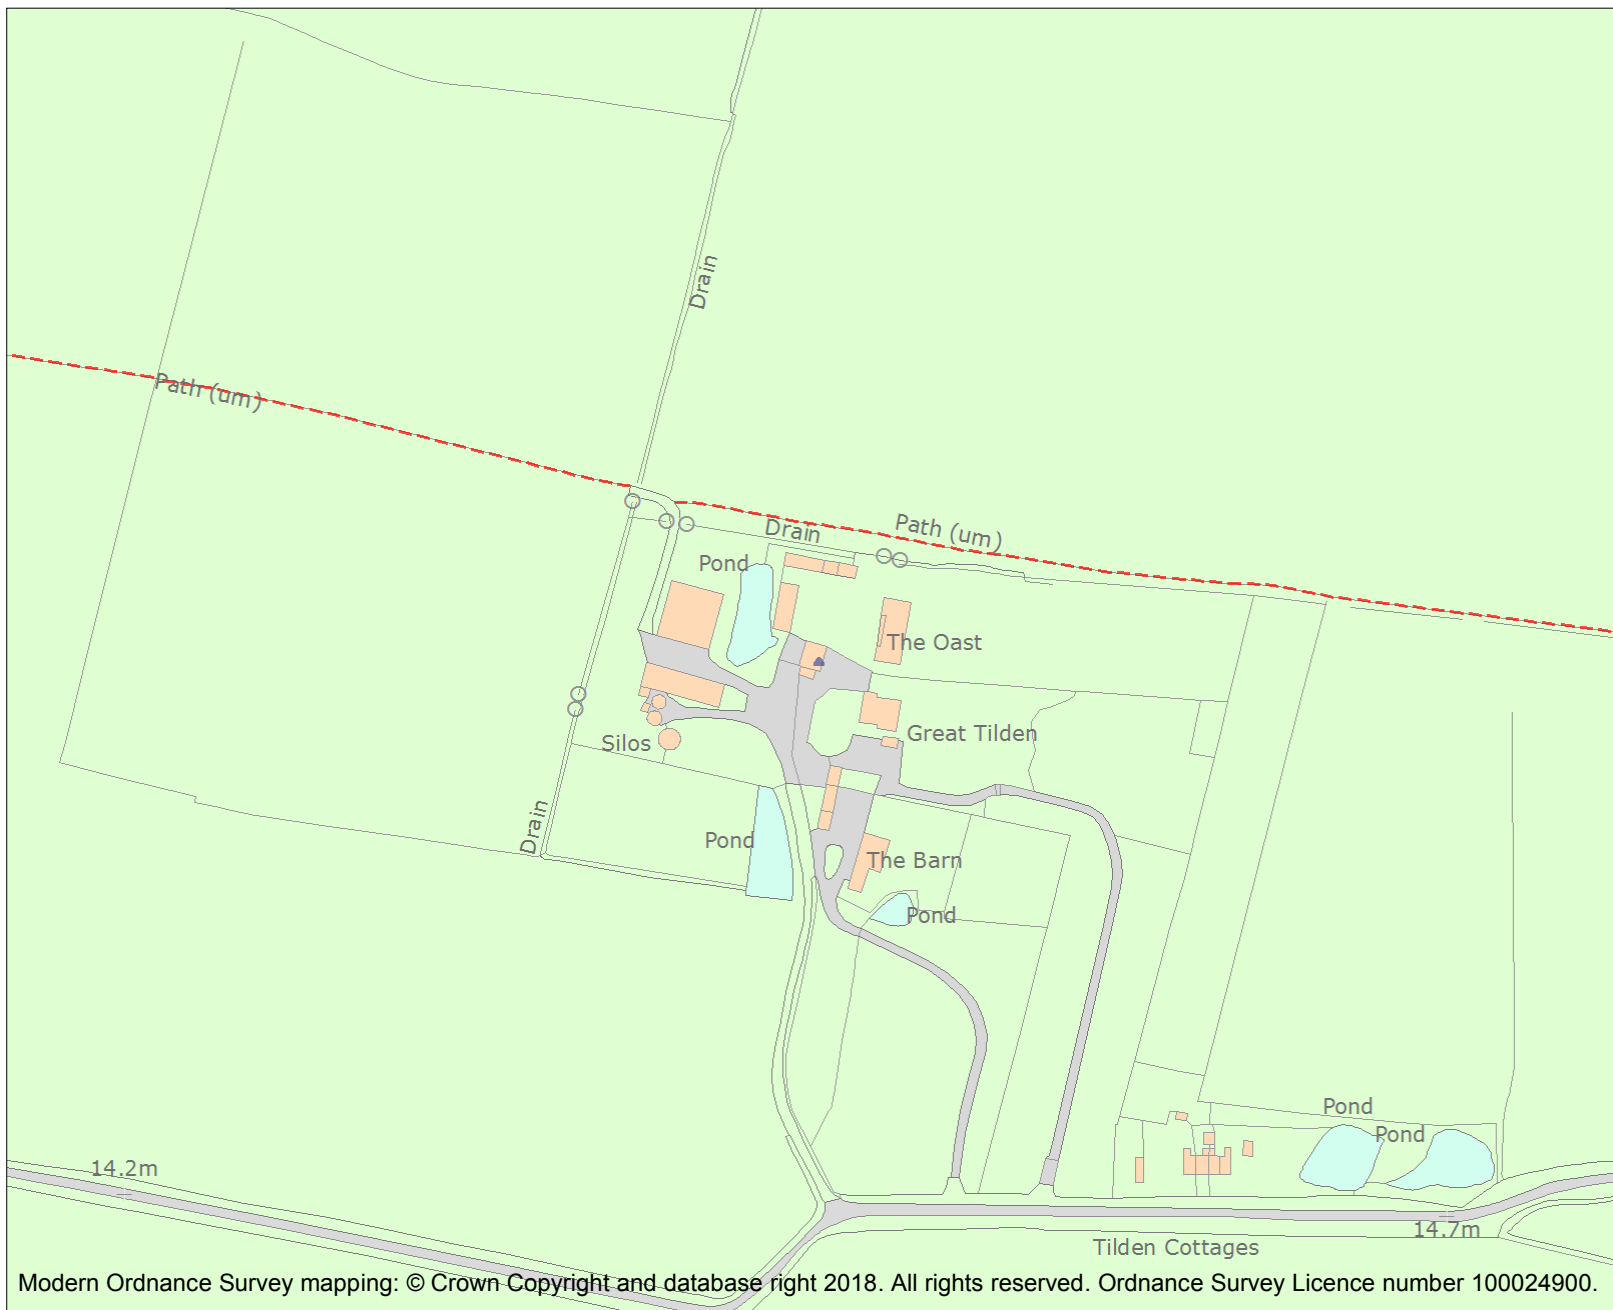 Drain
Path (um)
Drain
Path (um)
Pond
The Oast
Great Tilden
Silos
Drain
Pond
The Barn
Pond
Pond
Pond
14.2m
14.7m
Tilden Cottages
Modern Ordnance Survey mapping: © Crown Copyright and database right 2018. All rights reserved. Ordnance Survey Licence number 100024900.